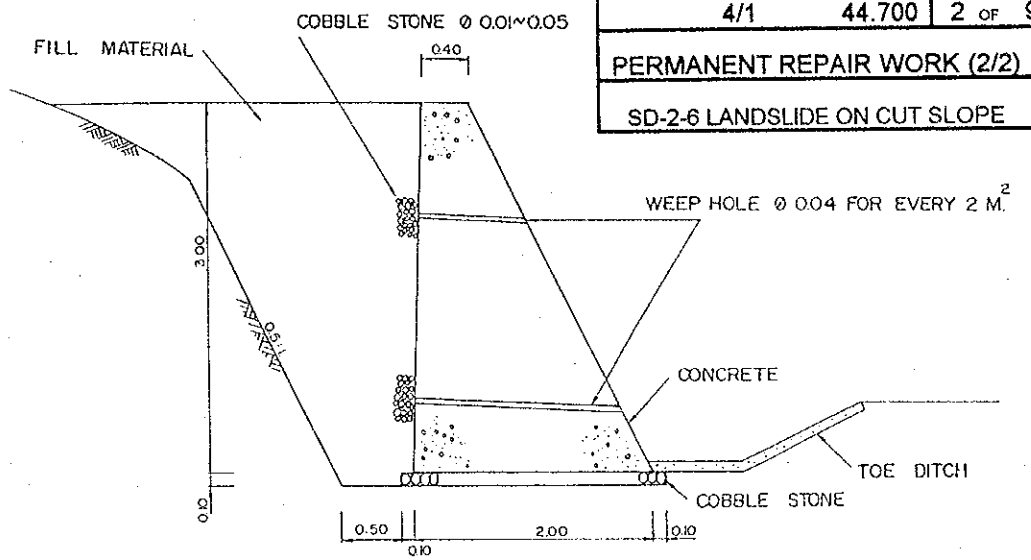 4/1 44.700 2 OF
PERMANENT REPAIR WORK (2/2)
SD-2-6 LANDSLIDE ON CUT SLOPE
COBBLE STONE Ø 0.01~0.05
FILL MATERIAL
0.40
WEEP HOLE Ø 0.04 FOR EVERY 2 M.²
3.00
0.5:1
CONCRETE
TOE DITCH
COBBLE STONE
0.10
0.50
0.10
2.00
0.10